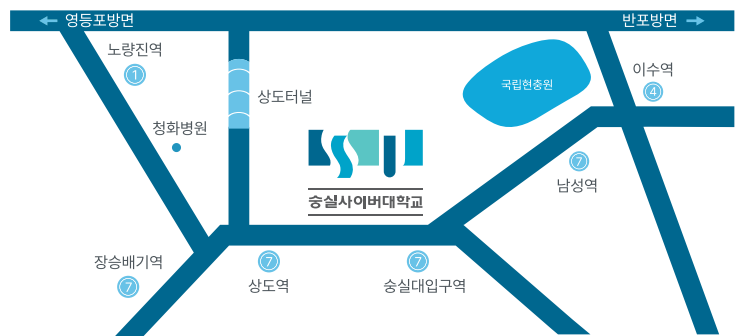 영등포방면
반포방면
노량진역
1
이수역
4
상도터널
국립현충원
청화병원
7
남성역
숭실사이버대학교
장승배기역
7
7
상도역
7
숭실대입구역